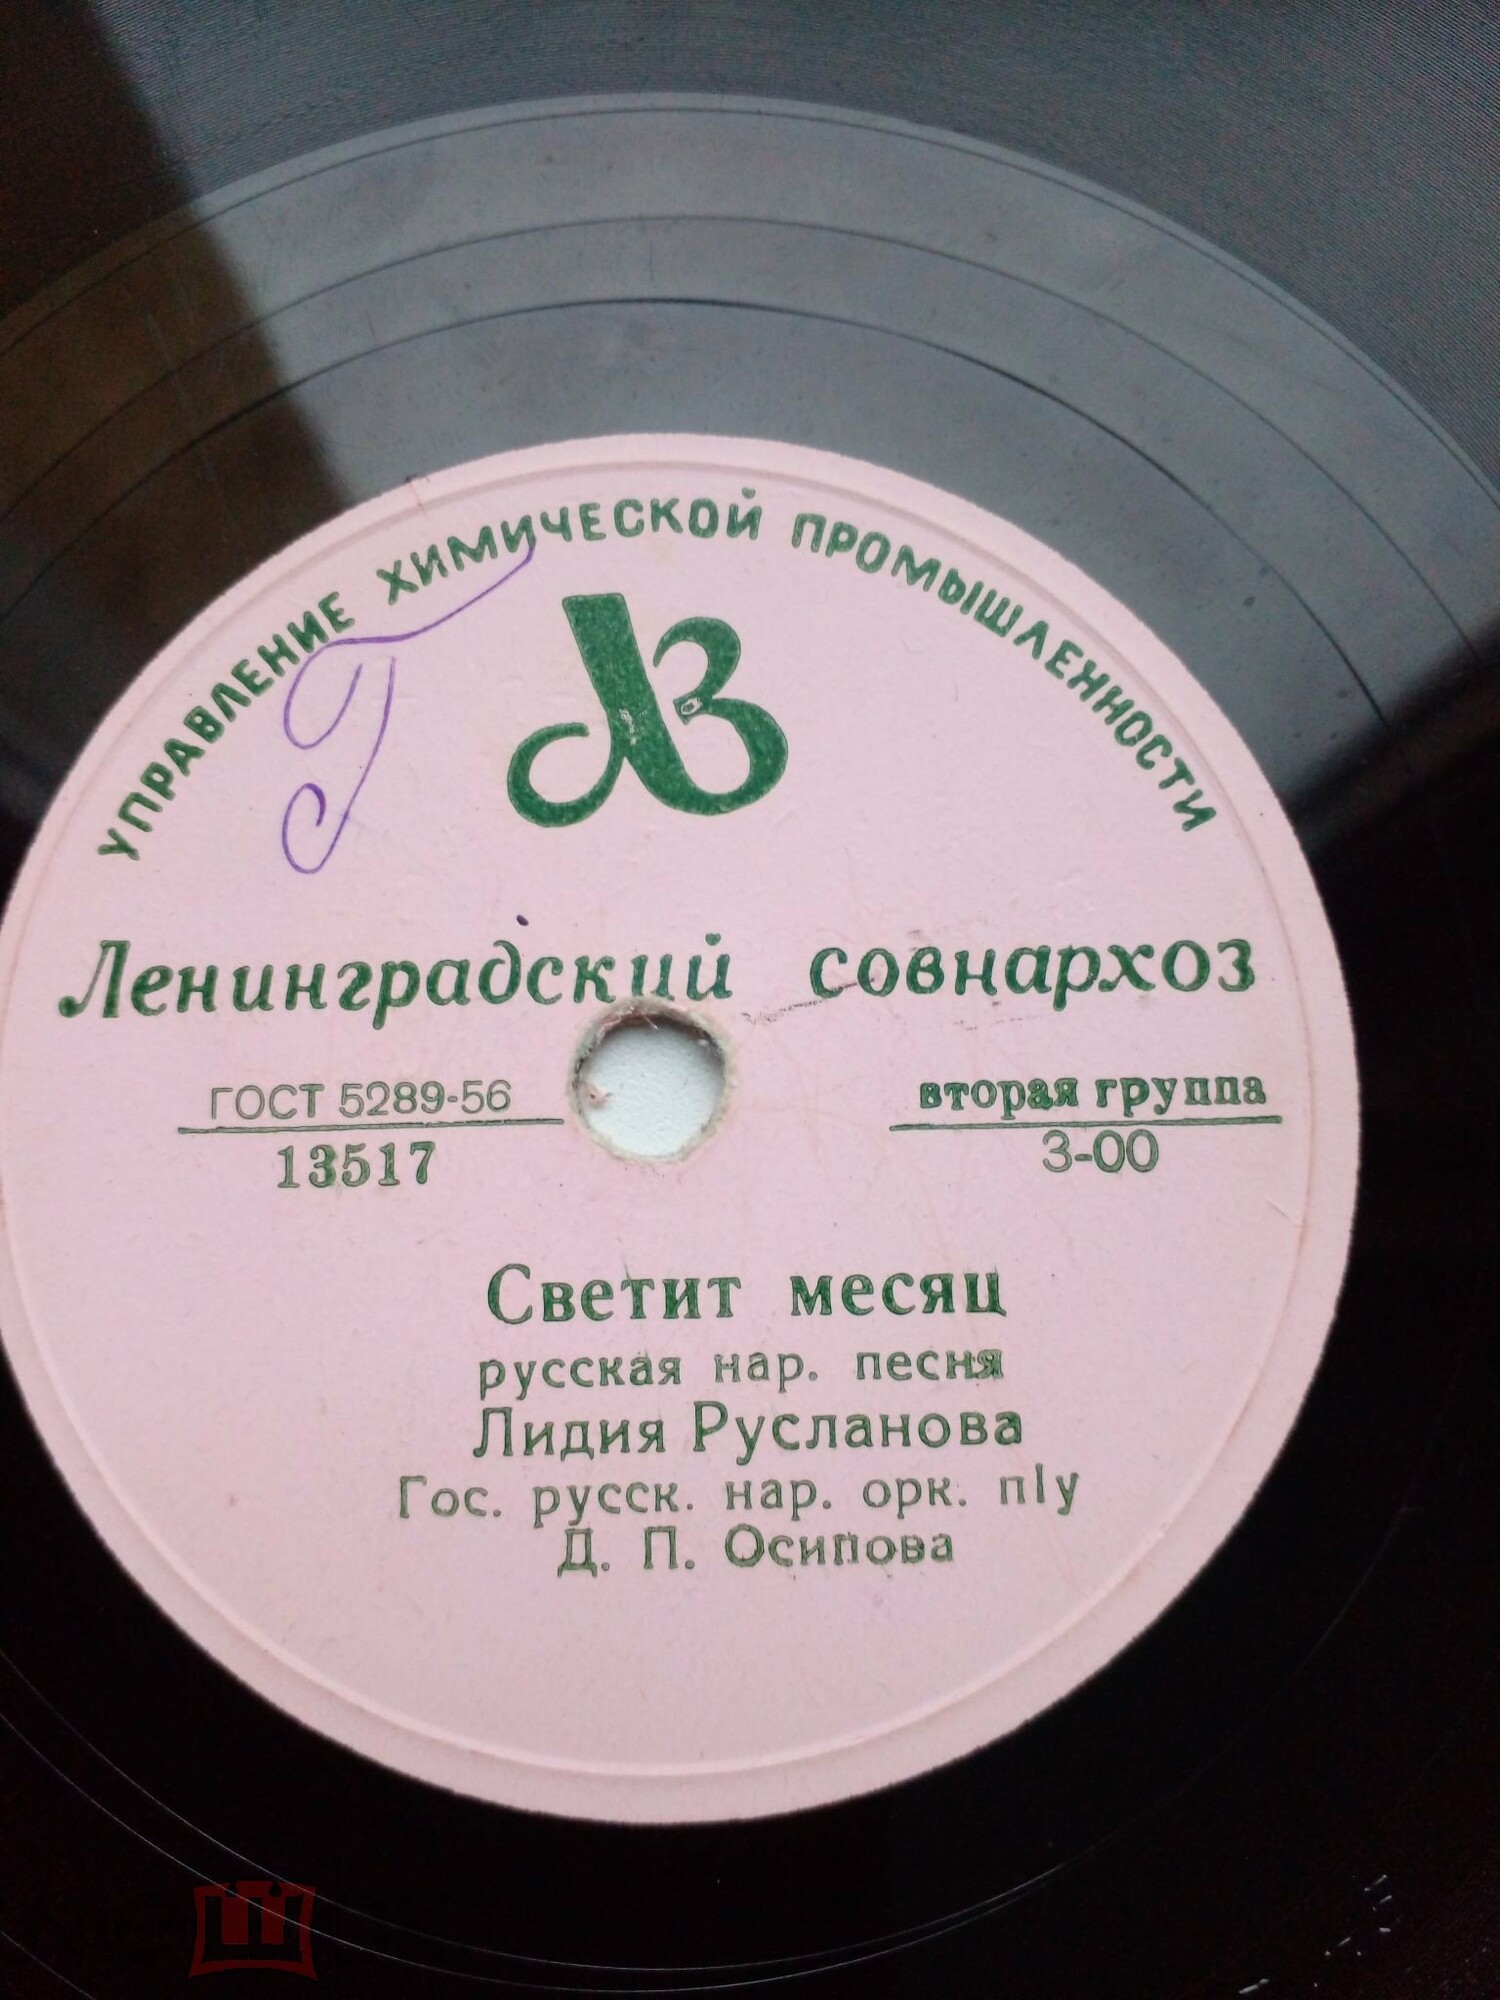 УПРАВЛЕНИЕ ХИМИЧЕСКОЙ ПРОМЫШЛЕННОСТИ
ЛВ
Ленинградский совнархоз
ГОСТ 5289-56
13517
вторая группа
3-00
Светит месяц
русская нар. песня
Лидия Русланова
Гос. русск. нар. орк. п/у
Д. П. Осипова